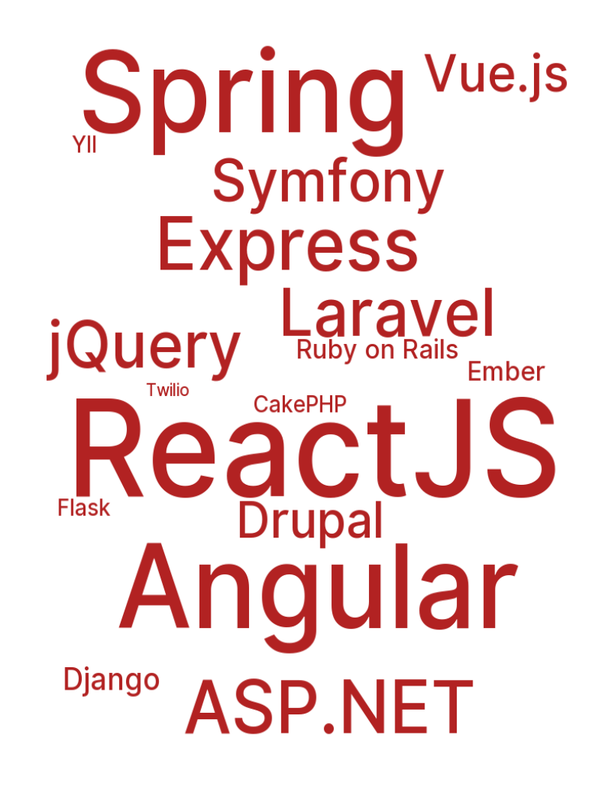 Spring
Vue.js
YII
Symfony
Express
Laravel
jQuery
Ruby on Rails
Ember
Twilio
CakePHP
ReactJS
Flask
Drupal
Angular
Django
ASP.NET